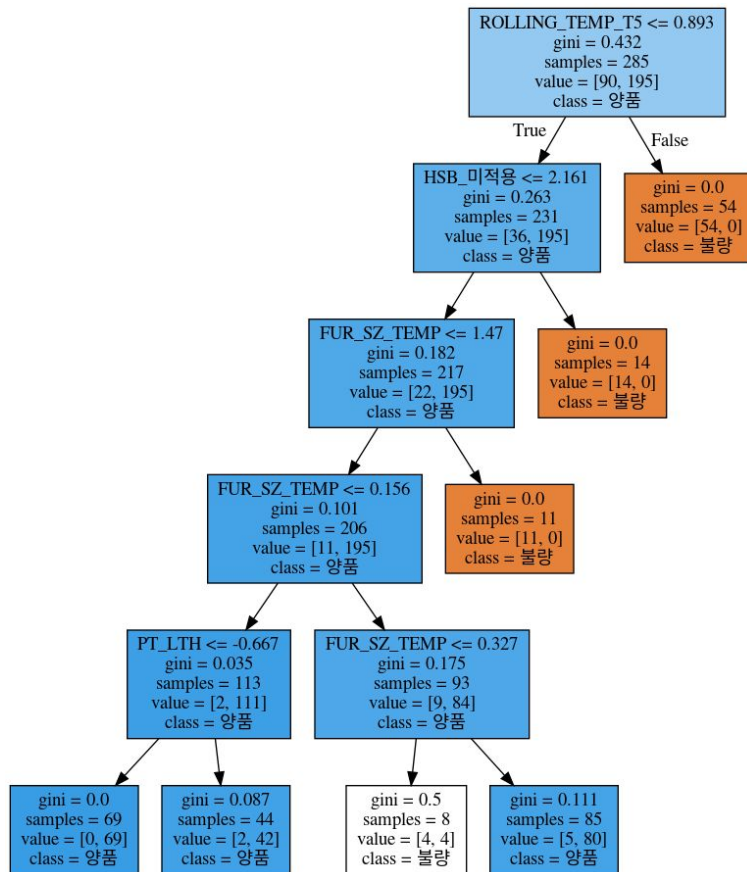 ROLLING_TEMP_T5 <= 0.893
gini = 0.432
samples = 285
value = [90, 195]
class = 양품
True
False
HSB_미적용 <= 2.161
gini = 0.263
samples = 231
value = [36, 195]
class = 양품
gini = 0.0
samples = 54
value = [54, 0]
class = 불량
FUR_SZ_TEMP <= 1.47
gini = 0.182
samples = 217
value = [22, 195]
class = 양품
gini = 0.0
samples = 14
value = [14, 0]
class = 불량
FUR_SZ_TEMP <= 0.156
gini = 0.101
samples = 206
value = [11, 195]
class = 양품
gini = 0.0
samples = 11
value = [11, 0]
class = 불량
PT_LTH <= -0.667
gini = 0.035
samples = 113
value = [2, 111]
class = 양품
FUR_SZ_TEMP <= 0.327
gini = 0.175
samples = 93
value = [9, 84]
class = 양품
gini = 0.0
samples = 69
value = [0, 69]
class = 양품
gini = 0.087
samples = 44
value = [2, 42]
class = 양품
gini = 0.5
samples = 8
value = [4, 4]
class = 불량
gini = 0.111
samples = 85
value = [5, 80]
class = 양품